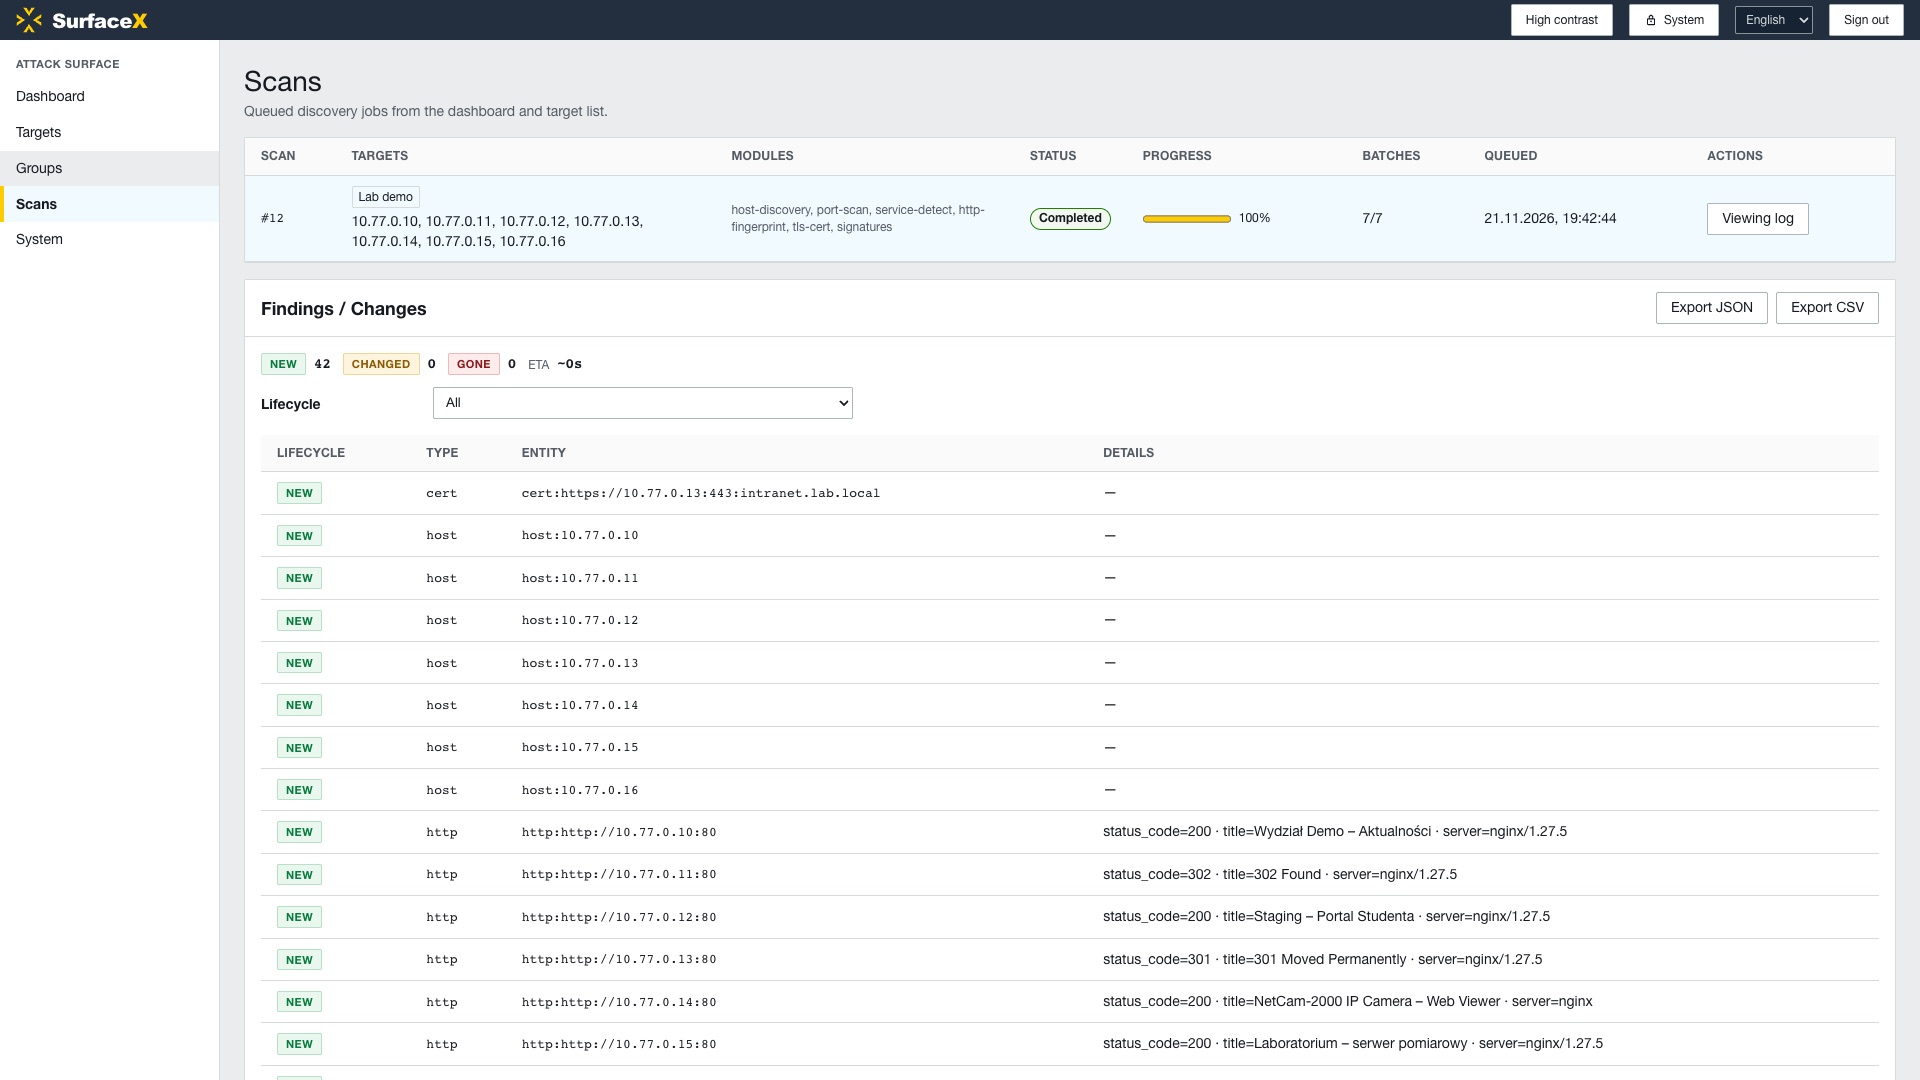 SurfaceX
High contrast
System
English
Sign out
ATTACK SURFACE
Dashboard
Targets
Groups
Scans
System
Scans
Queued discovery jobs from the dashboard and target list.
SCAN TARGETS MODULES STATUS PROGRESS BATCHES QUEUED ACTIONS
Lab demo
#12 10.77.0.10, 10.77.0.11, 10.77.0.12, 10.77.0.13,
10.77.0.14, 10.77.0.15, 10.77.0.16
host-discovery, port-scan, service-detect, http-
fingerprint, tls-cert, signatures
Completed 100% 7/7 21.11.2026, 19:42:44 Viewing log
Findings / Changes Export JSON Export CSV
NEW 42 CHANGED 0 GONE 0 ETA ~0s
Lifecycle All
LIFECYCLE TYPE ENTITY DETAILS
NEW cert cert:https://10.77.0.13:443:intranet.lab.local —
NEW host host:10.77.0.10 —
NEW host host:10.77.0.11 —
NEW host host:10.77.0.12 —
NEW host host:10.77.0.13 —
NEW host host:10.77.0.14 —
NEW host host:10.77.0.15 —
NEW host host:10.77.0.16 —
NEW http http:http://10.77.0.10:80 status_code=200 · title=Wydział Demo – Aktualności · server=nginx/1.27.5
NEW http http:http://10.77.0.11:80 status_code=302 · title=302 Found · server=nginx/1.27.5
NEW http http:http://10.77.0.12:80 status_code=200 · title=Staging – Portal Studenta · server=nginx/1.27.5
NEW http http:http://10.77.0.13:80 status_code=301 · title=301 Moved Permanently · server=nginx/1.27.5
NEW http http:http://10.77.0.14:80 status_code=200 · title=NetCam-2000 IP Camera – Web Viewer · server=nginx
NEW http http:http://10.77.0.15:80 status_code=200 · title=Laboratorium – serwer pomiarowy · server=nginx/1.27.5